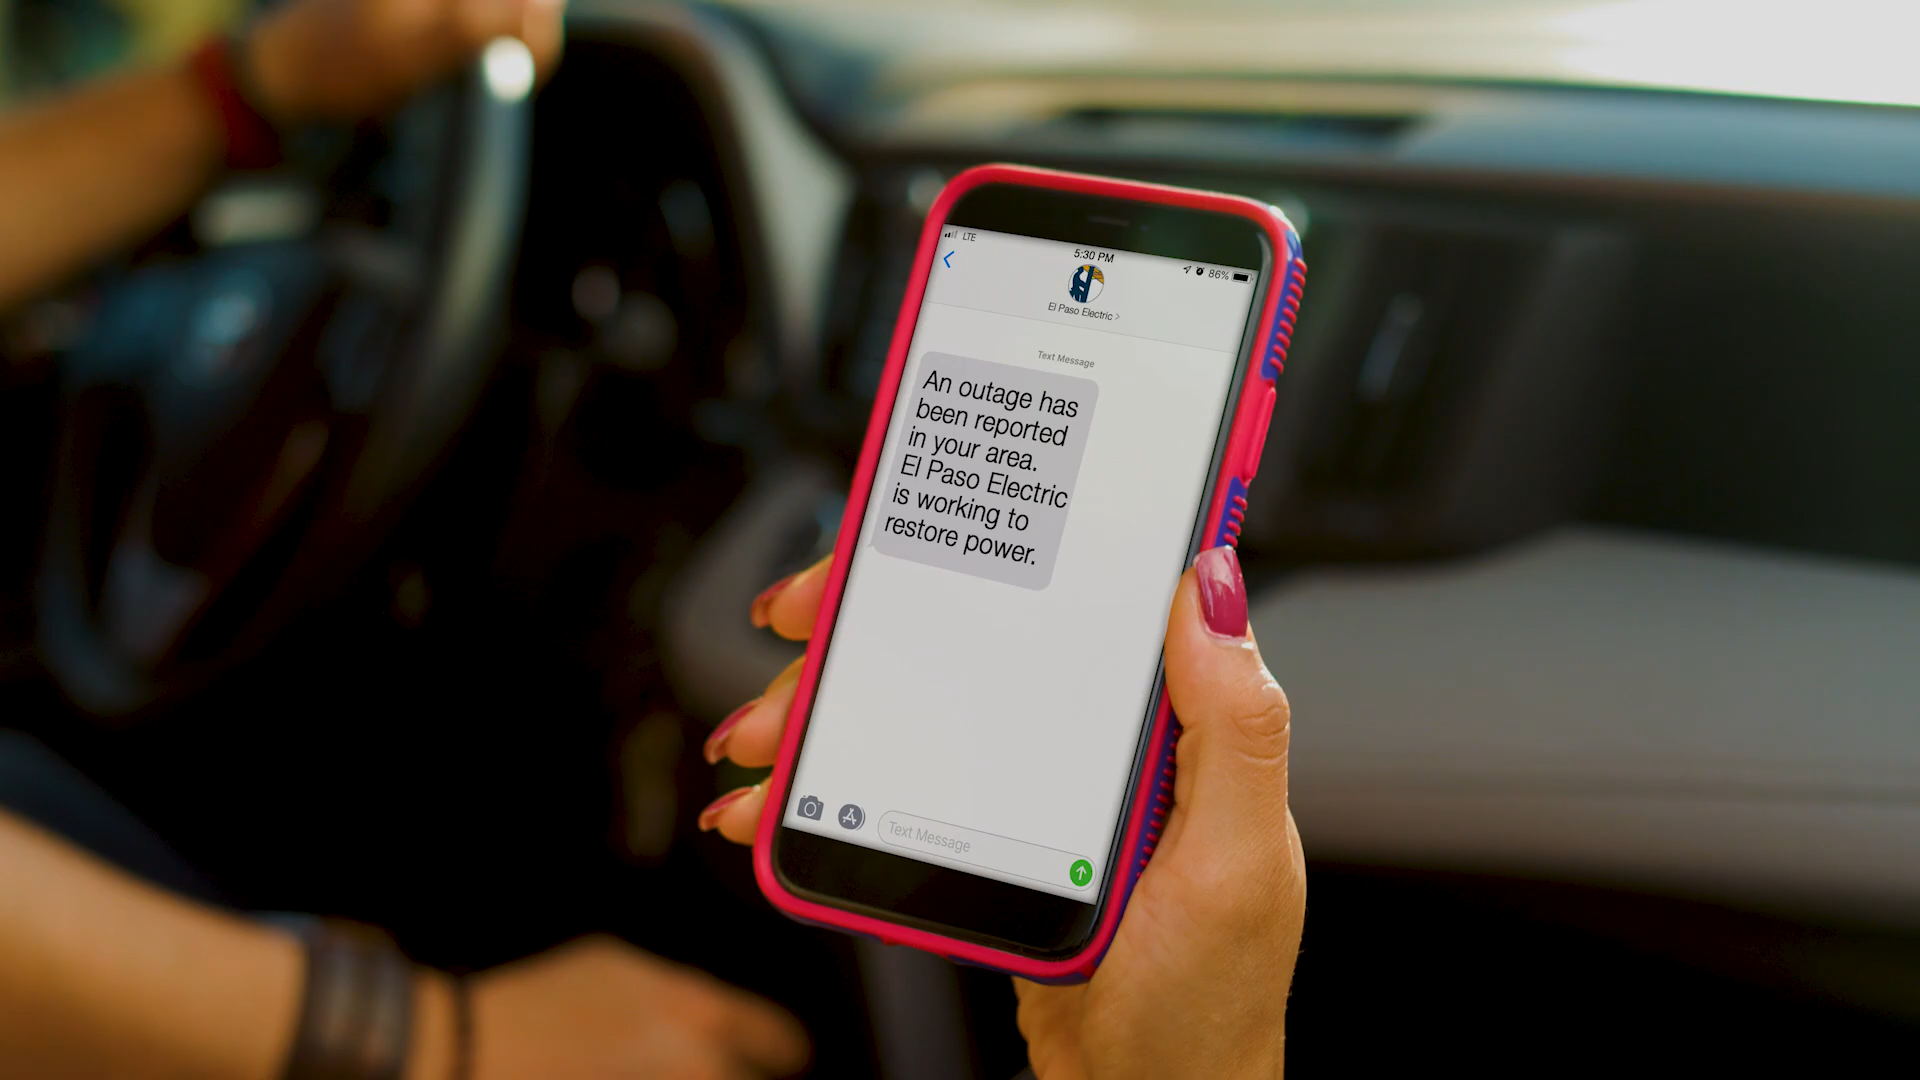 LTE
5:30 PM
86%
El Paso Electric >
Text Message
An outage has
been reported
in your area.
El Paso Electric
is working to
restore power.
Text Message